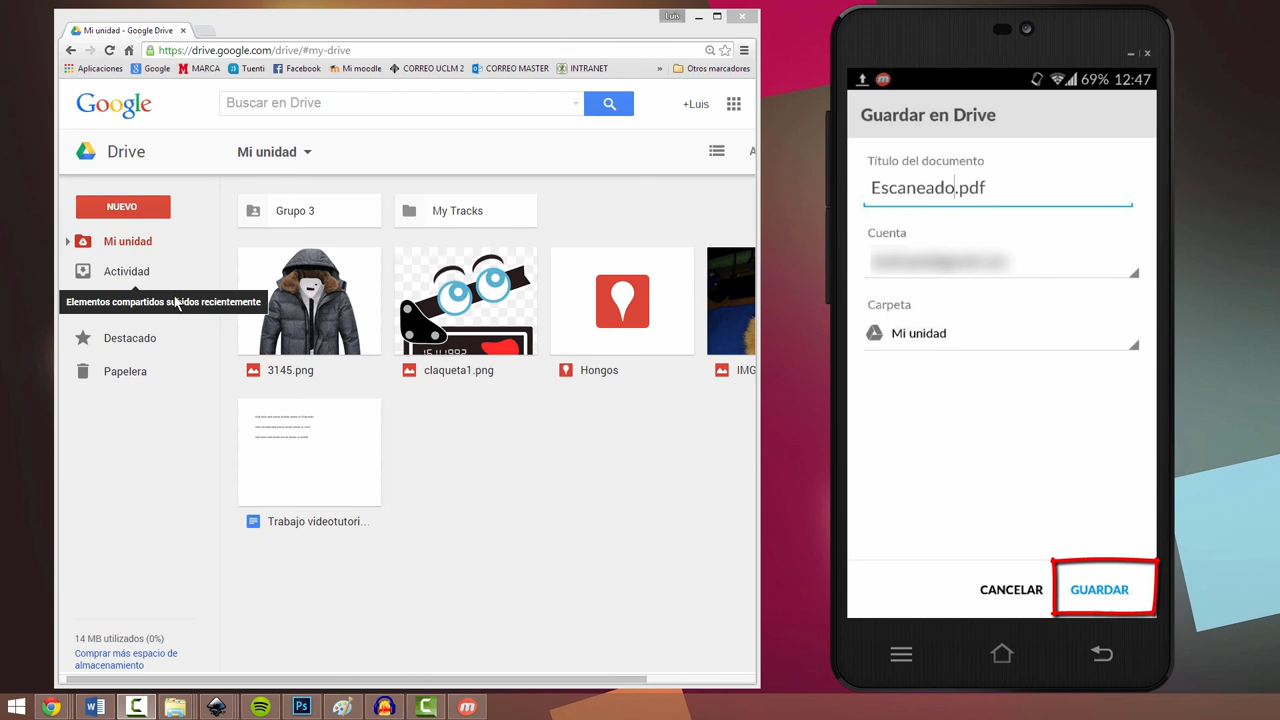 Luis
Mi unidad - Google Drive
https://drive.google.com/drive/#my-drive
Aplicaciones
Google
MARCA
Tuenti
Facebook
Mi moodle
CORREO UCLM 2
CORREO MASTER
INTRANET
»
Otros marcadores
Google
Buscar en Drive
+Luis
Drive
Mi unidad
NUEVO
Mi unidad
Actividad
Elementos compartidos subidos recientemente
Destacado
Papelera
Grupo 3
My Tracks
3145.png
claqueta1.png
Hongos
IMG
Trabajo videotutori...
14 MB utilizados (0%)
Comprar más espacio de
almacenamiento
69% 12:47
Guardar en Drive
Título del documento
Escaneado.pdf
Cuenta
Carpeta
Mi unidad
CANCELAR
GUARDAR